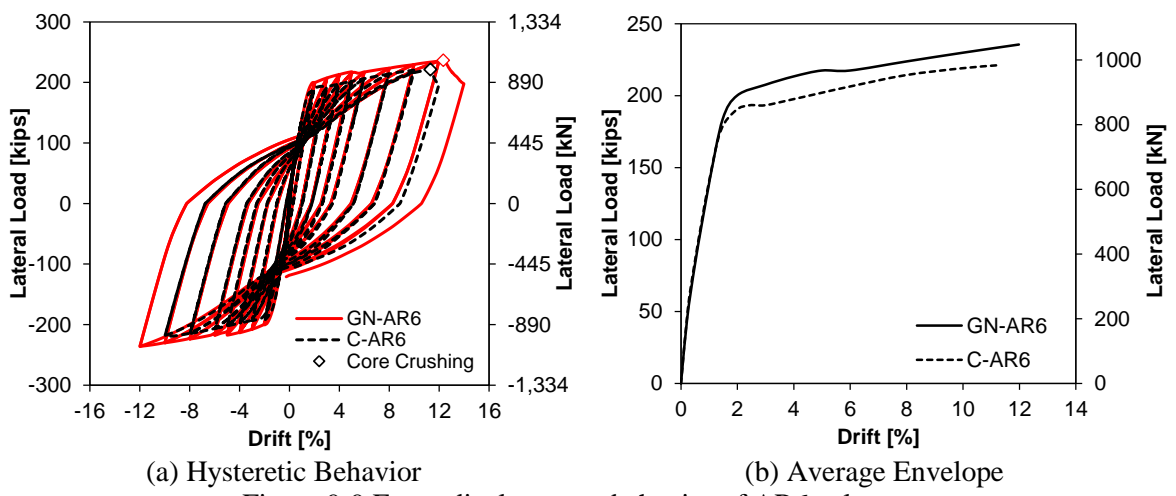 300
200
100
0
-100
-200
-300
Lateral Load [kips]
1,334
890
445
0
-445
-890
-1,334
Lateral Load [kN]
GN-AR6
C-AR6
Core Crushing
-16 -12 -8 -4 0 4 8 12 16
Drift [%]
(a) Hysteretic Behavior
250
200
150
100
50
0
Lateral Load [kips]
1000
800
600
400
200
0
Lateral Load [kN]
GN-AR6
C-AR6
0 2 4 6 8 10 12 14
Drift [%]
(b) Average Envelope